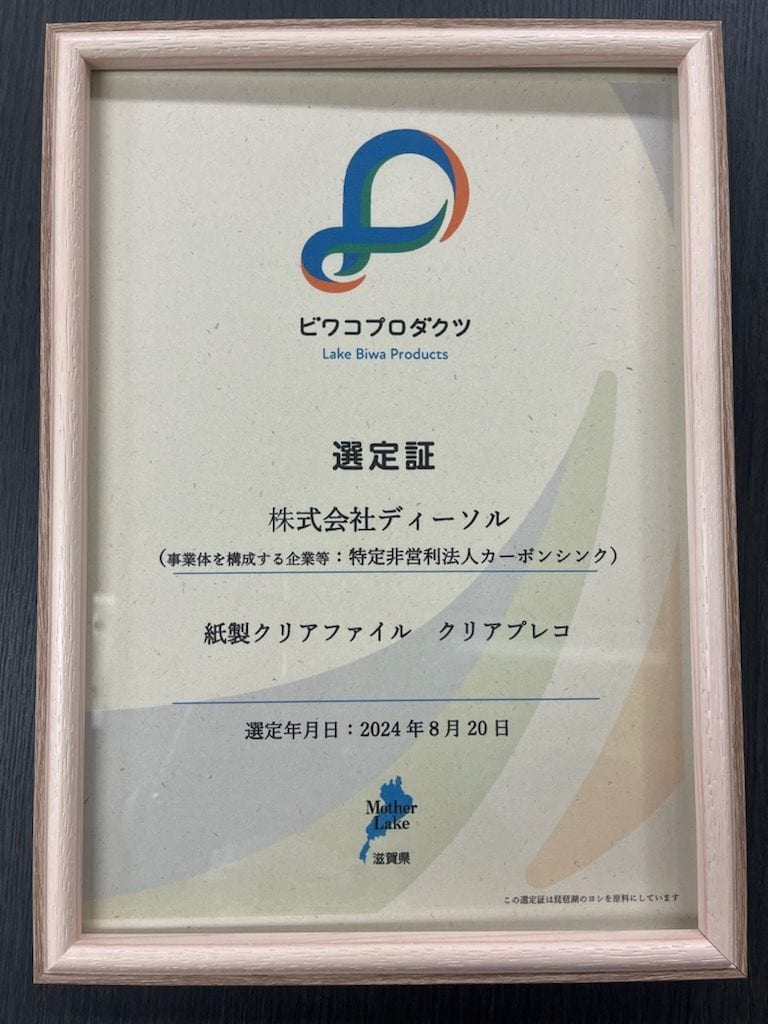 ビワコプロダクツ
Lake Biwa Products
選定証
株式会社ディーソル
(事業体を構成する企業等：特定非営利法人カーボンシンク)
紙製クリアファイル　クリアプレコ
選定年月日：2024年8月20日
Mother
Lake
滋賀県
この選定証は琵琶湖のヨシを原料にしています